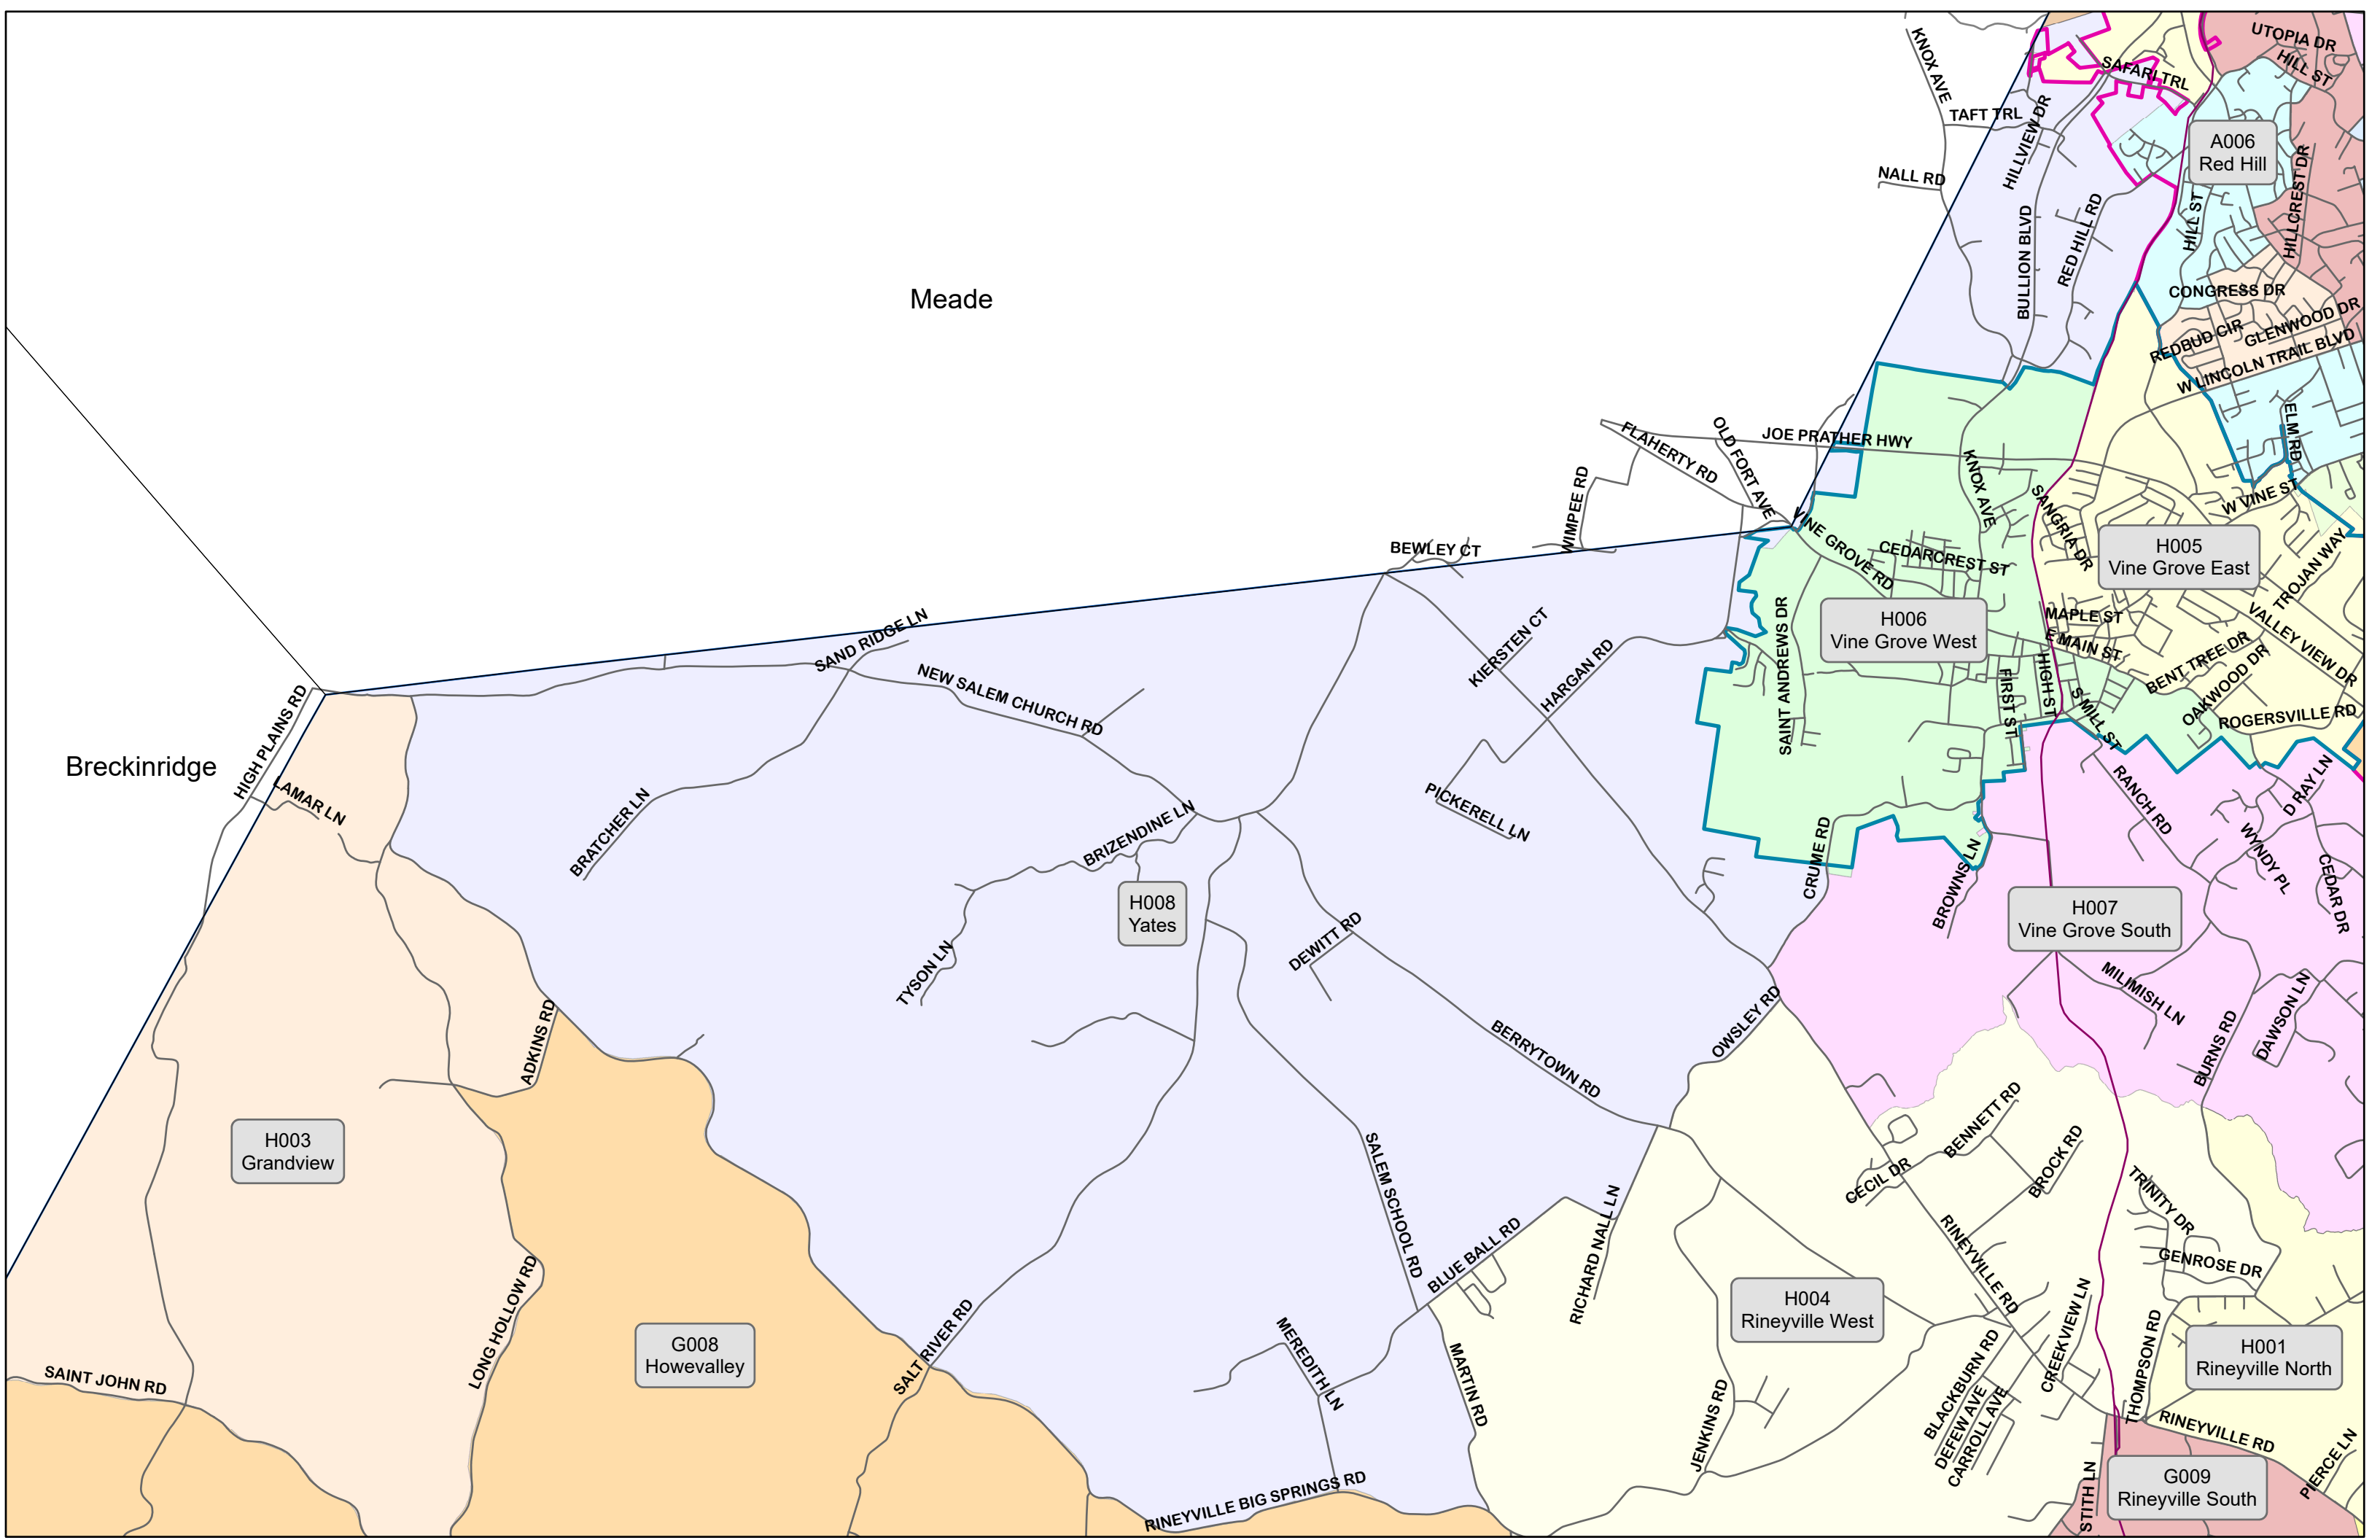 UTOPIA DR
HILL ST
KNOX AVE
SAFARI TRL
TAFT TRL
HILLVIEW DR
A006
Red Hill
NALL RD
HILLCREST DR
HILL ST
BULLION BLVD
RED HILL RD
Meade
CONGRESS DR
REDBUD CIR
GLENWOOD DR
W LINCOLN TRAIL BLVD
ELM RD
JOE PRATHER HWY
FLAHERTY RD
OLD FORT AVE
KNOX AVE
WIMPEE RD
SANGRIA DR
W VINE ST
VINE GROVE RD
BEWLEY CT
CEDARCREST ST
H005
Vine Grove East
TROJAN WAY
SAND RIDGE LN
KIERSTEN CT
SAINT ANDREWS DR
H006
Vine Grove West
MAPLE ST
E MAIN ST
VALLEY VIEW DR
BENT TREE DR
OAKWOOD DR
HARGAN RD
NEW SALEM CHURCH RD
FIRST ST
HIGH ST
S MILL ST
ROGERSVILLE RD
HIGH PLAINS RD
Breckinridge
LAMAR LN
BRATCHER LN
BRIZENDINE LN
PICKERELL LN
RANCH RD
D RAY LN
WYNDY PL
CEDAR DR
CRUME RD
BROWNS LN
H008
Yates
H007
Vine Grove South
TYSON LN
DEWITT RD
MILIMISH LN
DAWSON LN
BURNS RD
OWSLEY RD
ADKINS RD
BERRYTOWN RD
H003
Grandview
BENNETT RD
BROCK RD
CECIL DR
TRINITY DR
SALEM SCHOOL RD
BLUE BALL RD
RICHARD NALL LN
RINEYVILLE RD
GENROSE DR
LONG HOLLOW RD
G008
Howevalley
SALT RIVER RD
H004
Rineyville West
CREEKVIEW LN
THOMPSON RD
H001
Rineyville North
SAINT JOHN RD
MEREDITH LN
MARTIN RD
JENKINS RD
BLACKBURN RD
DEFEW AVE
CARROLL AVE
RINEYVILLE RD
PIERCE LN
G009
Rineyville South
STITH LN
RINEYVILLE BIG SPRINGS RD